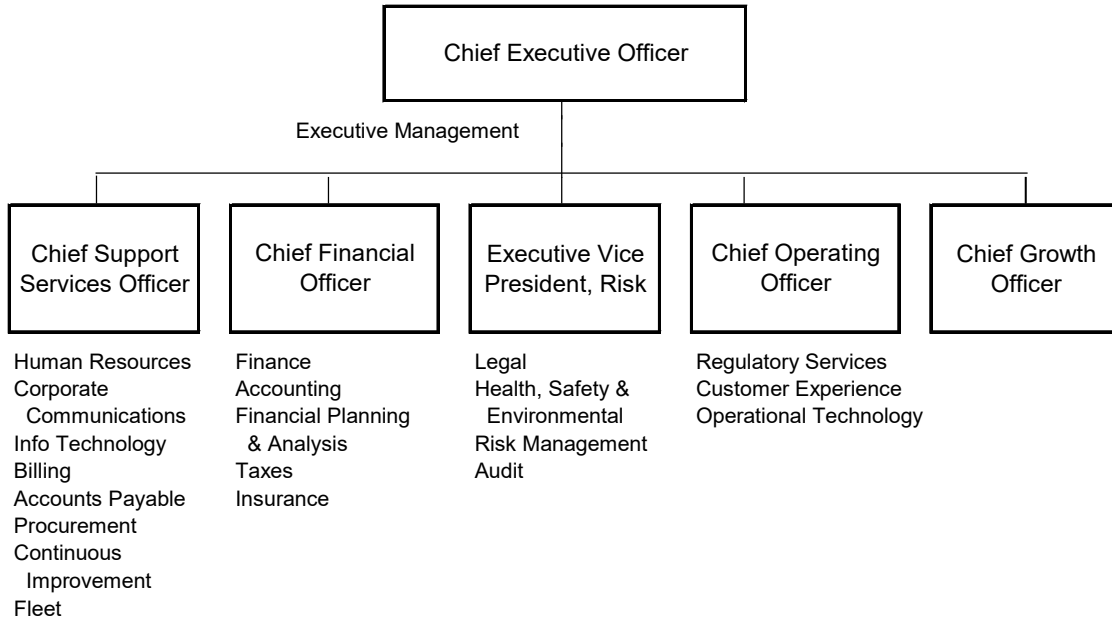 Chief Executive Officer
Executive Management
Chief Support
Services Officer
Chief Financial
Officer
Executive Vice
President, Risk
Chief Operating
Officer
Chief Growth
Officer
Human Resources
Corporate
Communications
Info Technology
Billing
Accounts Payable
Procurement
Continuous
Improvement
Fleet
Finance
Accounting
Financial Planning
& Analysis
Taxes
Insurance
Legal
Health, Safety &
Environmental
Risk Management
Audit
Regulatory Services
Customer Experience
Operational Technology